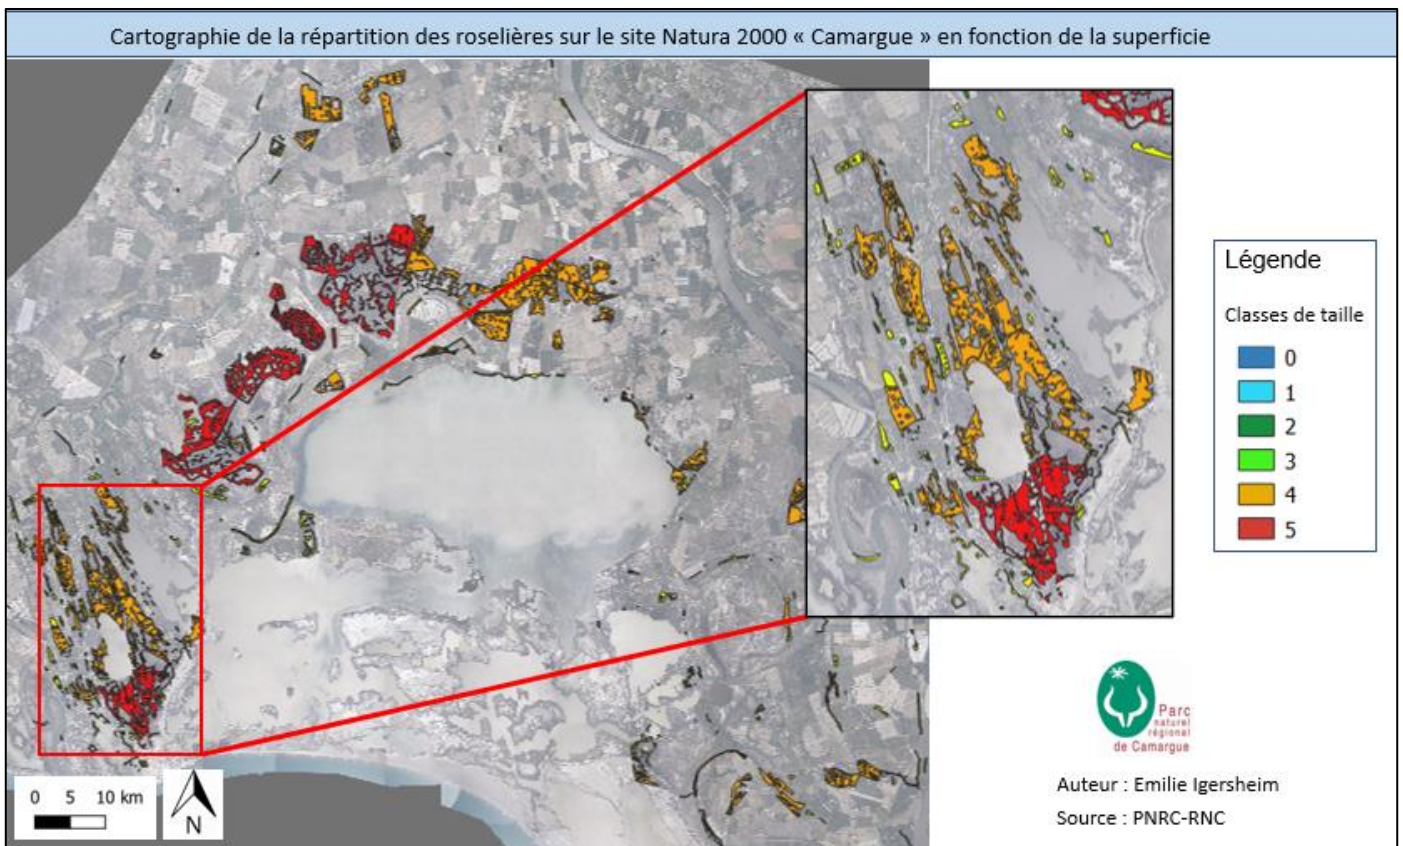 Cartographie de la répartition des roselières sur le site Natura 2000 « Camargue » en fonction de la superficie
Légende
Classes de taille
0
1
2
3
4
5
Parc
naturel
régional
de Camargue
Auteur : Emilie Igersheim
Source : PNRC-RNC
0 5 10 km
N